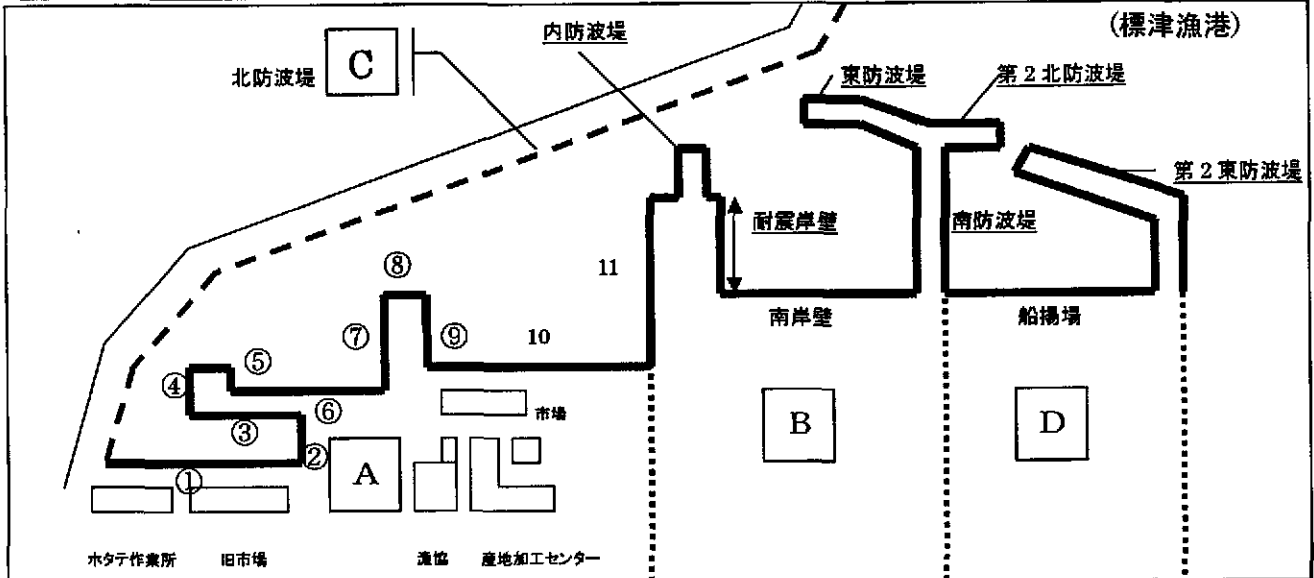 (標津漁港)
内防波堤
北防波堤
C
東防波堤
第2北防波堤
第2東防波堤
耐震岸壁
南防波堤
⑧
11
⑦
⑨
10
南岸壁
船揚場
⑤
④
⑥
③
市場
②
①
A
B
D
ホタテ作業所
旧市場
漁協
産地加工センター